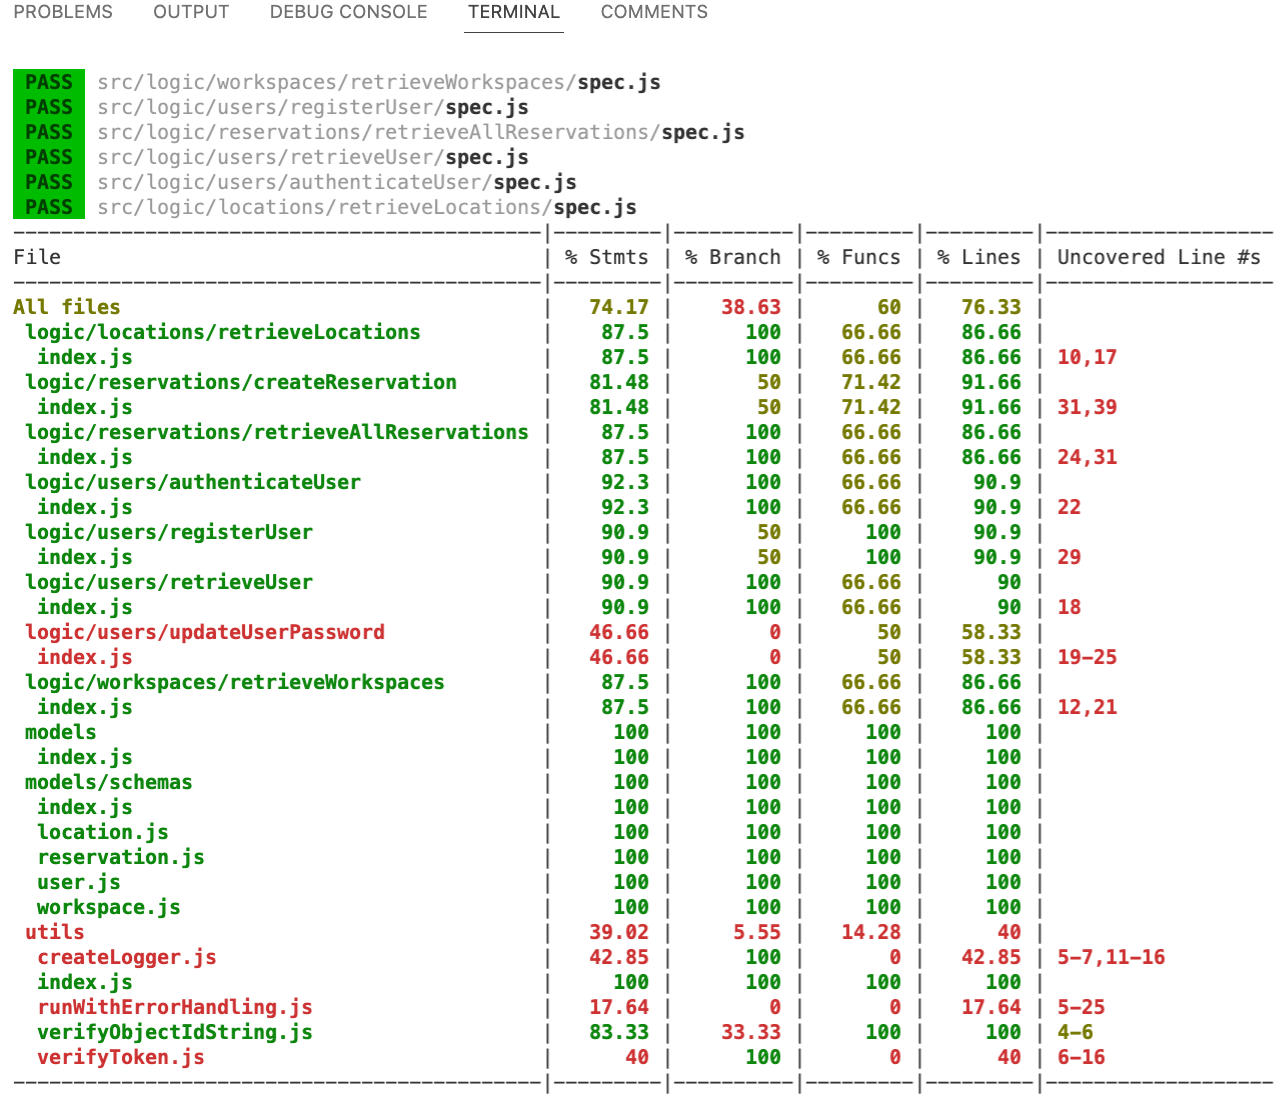 PROBLEMS OUTPUT DEBUG CONSOLE TERMINAL COMMENTS
PASS src/logic/workspaces/retrieveWorkspaces/spec.js
PASS src/logic/users/registerUser/spec.js
PASS src/logic/reservations/retrieveAllReservations/spec.js
PASS src/logic/users/retrieveUser/spec.js
PASS src/logic/users/authenticateUser/spec.js
PASS src/logic/locations/retrieveLocations/spec.js
File | % Stmts | % Branch | % Funcs | % Lines | Uncovered Line #s
All files | 74.17 | 38.63 | 60 | 76.33 |
logic/locations/retrieveLocations | 87.5 | 100 | 66.66 | 86.66 |
index.js | 87.5 | 100 | 66.66 | 86.66 | 10,17
logic/reservations/createReservation | 81.48 | 50 | 71.42 | 91.66 |
index.js | 81.48 | 50 | 71.42 | 91.66 | 31,39
logic/reservations/retrieveAllReservations | 87.5 | 100 | 66.66 | 86.66 |
index.js | 87.5 | 100 | 66.66 | 86.66 | 24,31
logic/users/authenticateUser | 92.3 | 100 | 66.66 | 90.9 |
index.js | 92.3 | 100 | 66.66 | 90.9 | 22
logic/users/registerUser | 90.9 | 50 | 100 | 90.9 |
index.js | 90.9 | 50 | 100 | 90.9 | 29
logic/users/retrieveUser | 90.9 | 100 | 66.66 | 90 |
index.js | 90.9 | 100 | 66.66 | 90 | 18
logic/users/updateUserPassword | 46.66 | 0 | 50 | 58.33 |
index.js | 46.66 | 0 | 50 | 58.33 | 19-25
logic/workspaces/retrieveWorkspaces | 87.5 | 100 | 66.66 | 86.66 |
index.js | 87.5 | 100 | 66.66 | 86.66 | 12,21
models | 100 | 100 | 100 | 100 |
index.js | 100 | 100 | 100 | 100 |
models/schemas | 100 | 100 | 100 | 100 |
index.js | 100 | 100 | 100 | 100 |
location.js | 100 | 100 | 100 | 100 |
reservation.js | 100 | 100 | 100 | 100 |
user.js | 100 | 100 | 100 | 100 |
workspace.js | 100 | 100 | 100 | 100 |
utils | 39.02 | 5.55 | 14.28 | 40 |
createLogger.js | 42.85 | 100 | 0 | 42.85 | 5-7,11-16
index.js | 100 | 100 | 100 | 100 |
runWithErrorHandling.js | 17.64 | 0 | 0 | 17.64 | 5-25
verifyObjectIdString.js | 83.33 | 33.33 | 100 | 100 | 4-6
verifyToken.js | 40 | 100 | 0 | 40 | 6-16